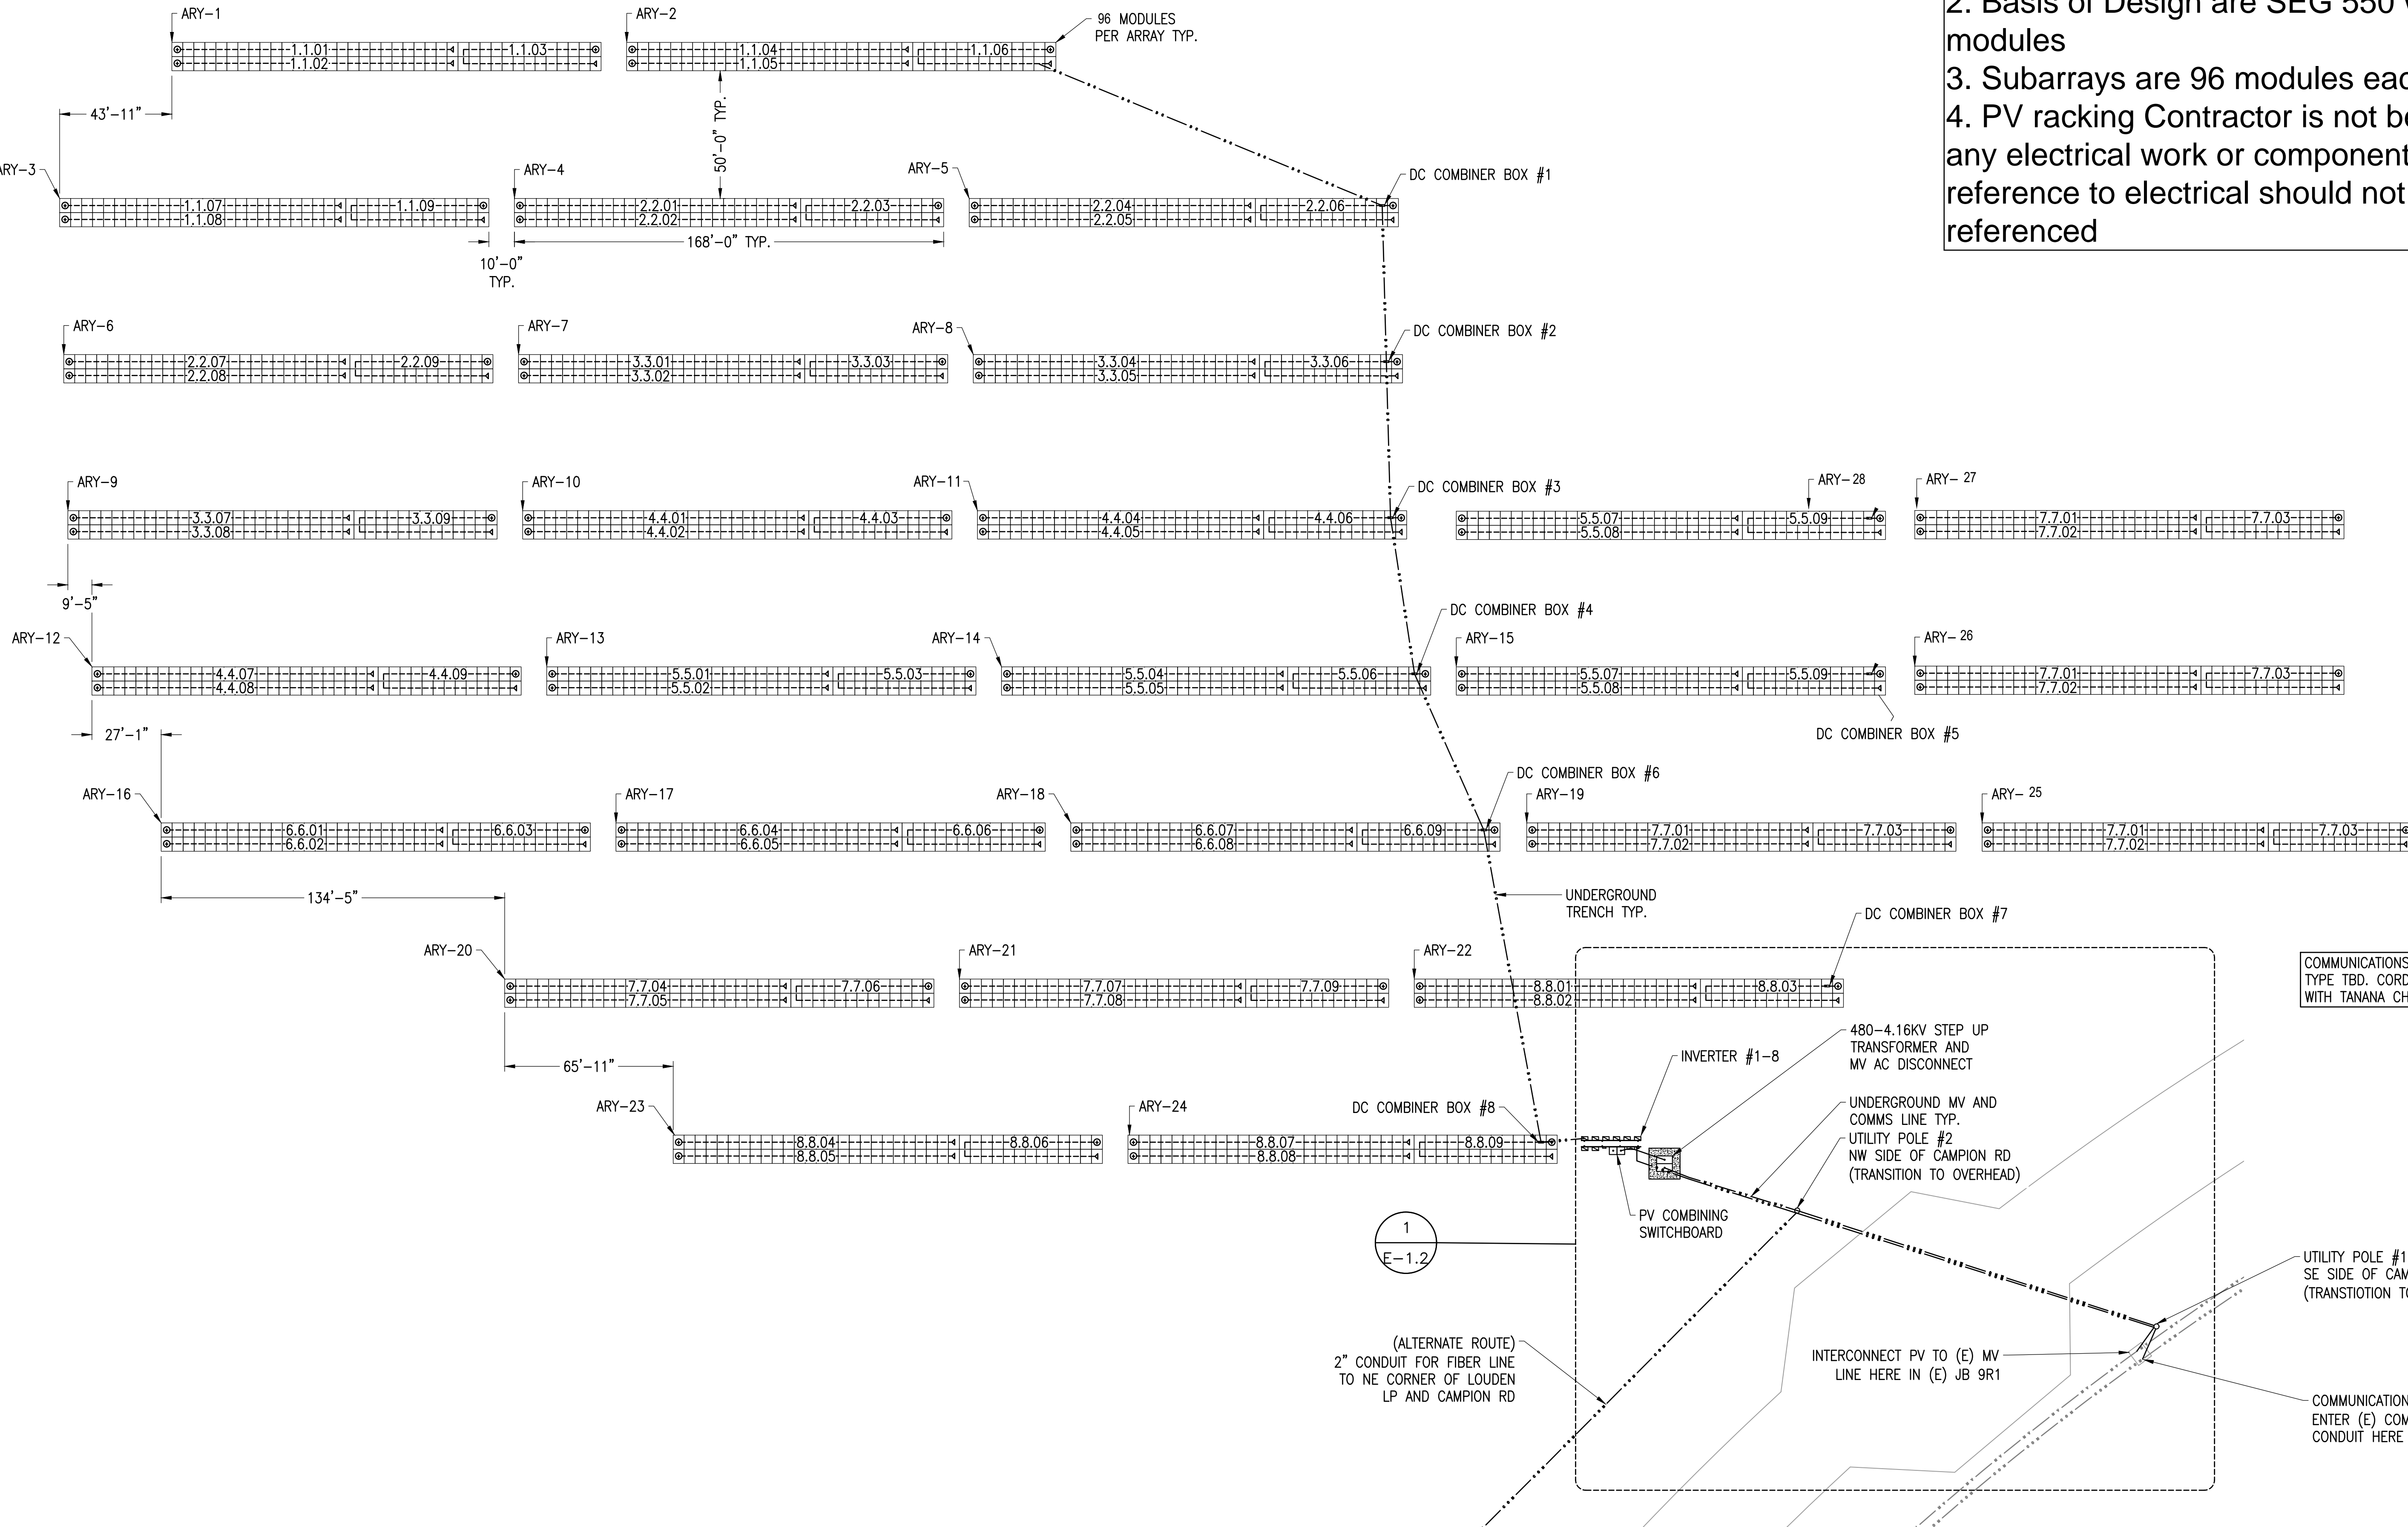 ARY-1
ARY-2
96 MODULES
PER ARRAY TYP.
1.1.01
1.1.02
1.1.03
1.1.04
1.1.05
1.1.06
43'-11"
50'-0" TYP.
2. Basis of Design are SEG 550
modules
3. Subarrays are 96 modules
4. PV racking Contractor is not
any electrical work or
reference to electrical should not
referenced
ARY-3
ARY-4
ARY-5
DC COMBINER BOX #1
1.1.07
1.1.08
1.1.09
2.2.01
2.2.02
2.2.03
2.2.04
2.2.05
2.2.06
168'-0" TYP.
10'-0"
TYP.
ARY-6
ARY-7
ARY-8
DC COMBINER BOX #2
2.2.07
2.2.08
2.2.09
3.3.01
3.3.02
3.3.03
3.3.04
3.3.05
3.3.06
ARY-9
ARY-10
ARY-11
DC COMBINER BOX #3
ARY-28
ARY- 27
3.3.07
3.3.08
3.3.09
4.4.01
4.4.02
4.4.03
4.4.04
4.4.05
4.4.06
5.5.07
5.5.08
5.5.09
7.7.01
7.7.02
7.7.03
9'-5"
DC COMBINER BOX #4
ARY-12
ARY-13
ARY-14
ARY-15
ARY- 26
4.4.07
4.4.08
4.4.09
5.5.01
5.5.02
5.5.03
5.5.04
5.5.05
5.5.06
5.5.07
5.5.08
5.5.09
7.7.01
7.7.02
7.7.03
27'-1"
DC COMBINER BOX #5
DC COMBINER BOX #6
ARY-16
ARY-17
ARY-18
ARY-19
ARY- 25
6.6.01
6.6.02
6.6.03
6.6.04
6.6.05
6.6.06
6.6.07
6.6.08
6.6.09
7.7.01
7.7.02
7.7.03
7.7.01
7.7.02
7.7.03
134'-5"
UNDERGROUND
TRENCH TYP.
DC COMBINER BOX #7
ARY-20
ARY-21
ARY-22
7.7.04
7.7.05
7.7.06
7.7.07
7.7.08
7.7.09
8.8.01
8.8.02
8.8.03
COMMUNICATIONS
TYPE TBD. CORD
WITH TANANA CH
65'-11"
INVERTER #1-8
480-4.16KV STEP UP
TRANSFORMER AND
MV AC DISCONNECT
ARY-23
ARY-24
DC COMBINER BOX #8
8.8.04
8.8.05
8.8.06
8.8.07
8.8.08
8.8.09
UNDERGROUND MV AND
COMMS LINE TYP.
UTILITY POLE #2
NW SIDE OF CAMPION RD
(TRANSITION TO OVERHEAD)
PV COMBINING
SWITCHBOARD
1
E-1.2
UTILITY POLE #1
SE SIDE OF
(TRANSTIOTION
(ALTERNATE ROUTE)
2" CONDUIT FOR FIBER LINE
TO NE CORNER OF LOUDEN
LP AND CAMPION RD
INTERCONNECT PV TO (E) MV
LINE HERE IN (E) JB 9R1
COMMUNICATION
ENTER (E)
CONDUIT HERE